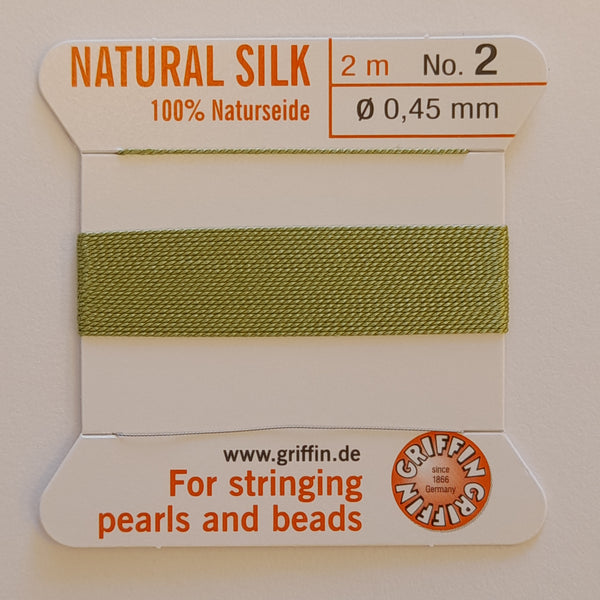 NATURAL SILK
100% Naturseide
2 m No. 2
Ø 0,45 mm
www.griffin.de
For stringing
pearls and beads
GRIFFIN GRIFFIN
since
1866
Germany